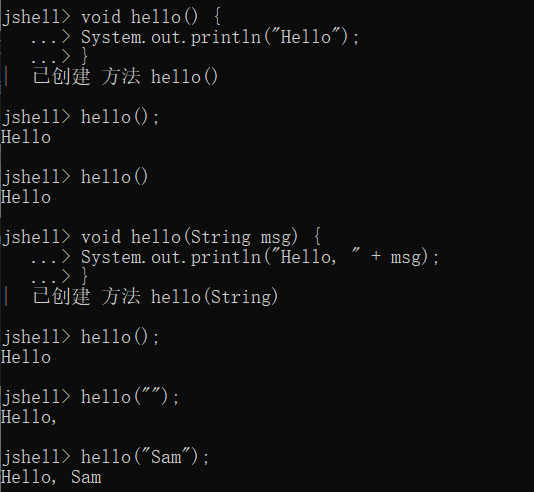 jshell> void hello() {
   ...> System.out.println("Hello");
   ...> }
|  已创建 方法 hello()
jshell> hello();
Hello
jshell> hello()
Hello
jshell> void hello(String msg) {
   ...> System.out.println("Hello, " + msg);
   ...> }
|  已创建 方法 hello(String)
jshell> hello();
Hello
jshell> hello("");
Hello,
jshell> hello("Sam");
Hello, Sam